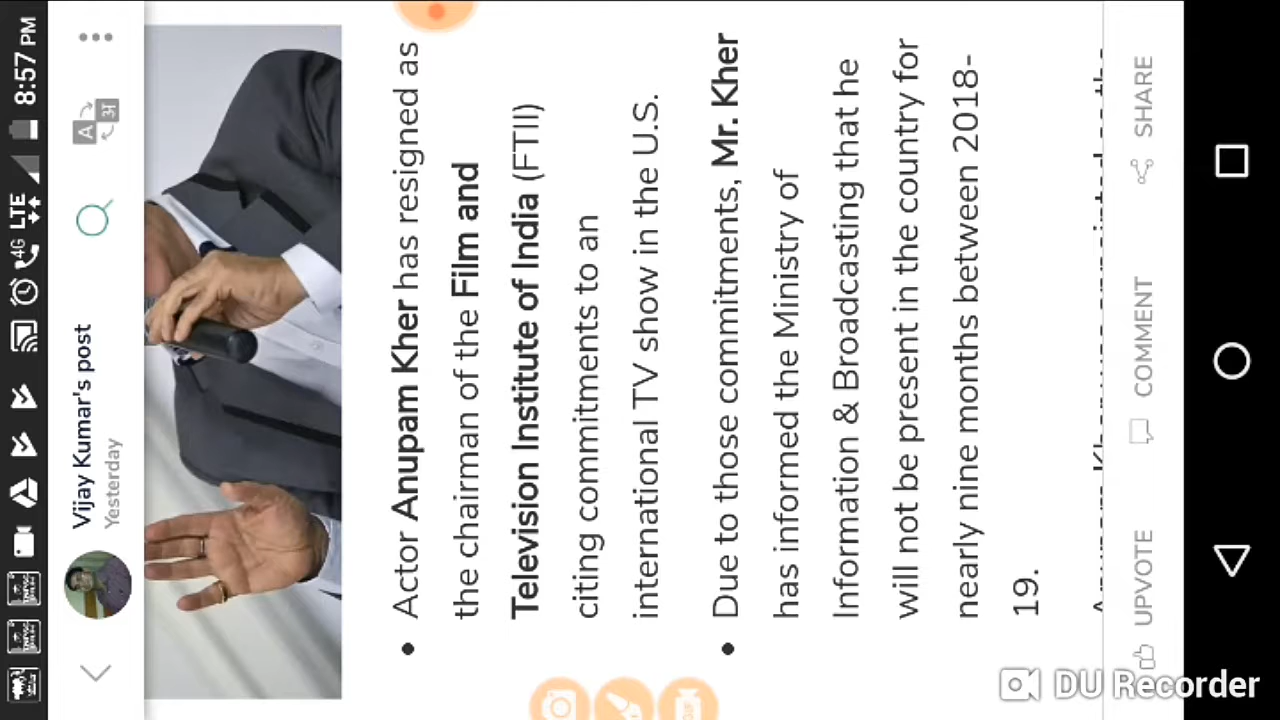 8:57 PM
4G LTE
Vijay Kumar's post
Yesterday
A अ
• Actor Anupam Kher has resigned as
the chairman of the Film and
Television Institute of India (FTII)
citing commitments to an
international TV show in the U.S.
• Due to those commitments, Mr. Kher
has informed the Ministry of
Information & Broadcasting that he
will not be present in the country for
nearly nine months between 2018-
19.
UPVOTE
COMMENT
SHARE
DU Recorder